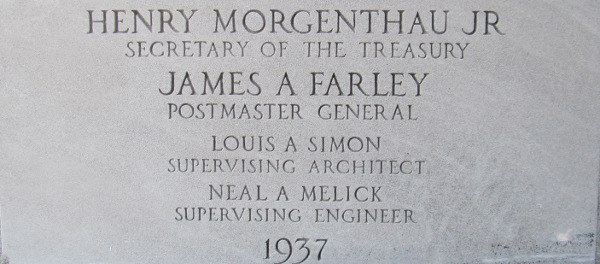 HENRY MORGENTHAU JR
SECRETARY OF THE TREASURY
JAMES A FARLEY
POSTMASTER GENERAL
LOUIS A SIMON
SUPERVISING ARCHITECT
NEAL A MELICK
SUPERVISING ENGINEER
1937